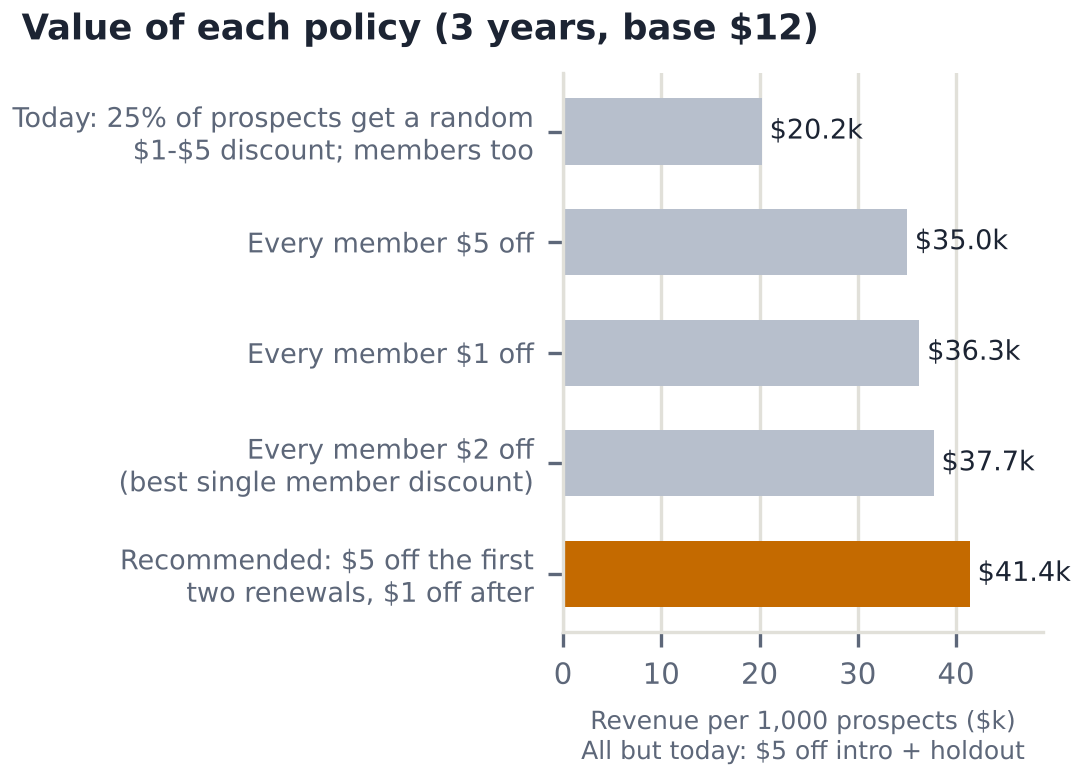 Value of each policy (3 years, base $12)
Today: 25% of prospects get a random
$1-$5 discount; members too
$20.2k
Every member $5 off
$35.0k
Every member $1 off
$36.3k
Every member $2 off
(best single member discount)
$37.7k
Recommended: $5 off the first
two renewals, $1 off after
$41.4k
0 10 20 30 40
Revenue per 1,000 prospects ($k)
All but today: $5 off intro + holdout